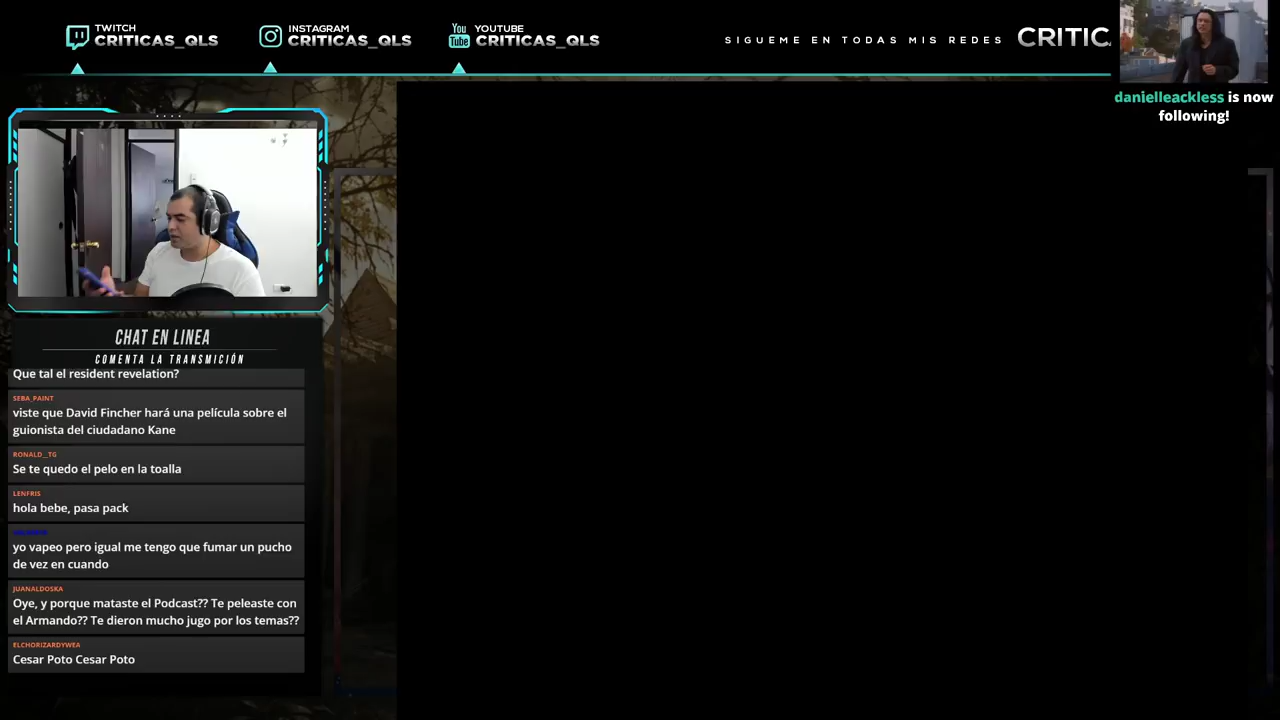 TWITCH
CRITICAS_QLS
INSTAGRAM
CRITICAS_QLS
You
Tube
YOUTUBE
CRITICAS_QLS
SIGUEME EN TODAS MIS REDES
CRITIC
danielleackless is now
following!
CHAT EN LINEA
COMENTA LA TRANSMICIÓN
Que tal el resident revelation?
SEBA_PAINT
viste que David Fincher hará una película sobre el
guionista del ciudadano Kane
RONALD__TG
Se te quedo el pelo en la toalla
LENFRIS
hola bebe, pasa pack
yo vapeo pero igual me tengo que fumar un pucho
de vez en cuando
JUANALDOSKA
Oye, y porque mataste el Podcast?? Te peleaste con
el Armando?? Te dieron mucho jugo por los temas??
ELCHORIZARDYWEA
Cesar Poto Cesar Poto